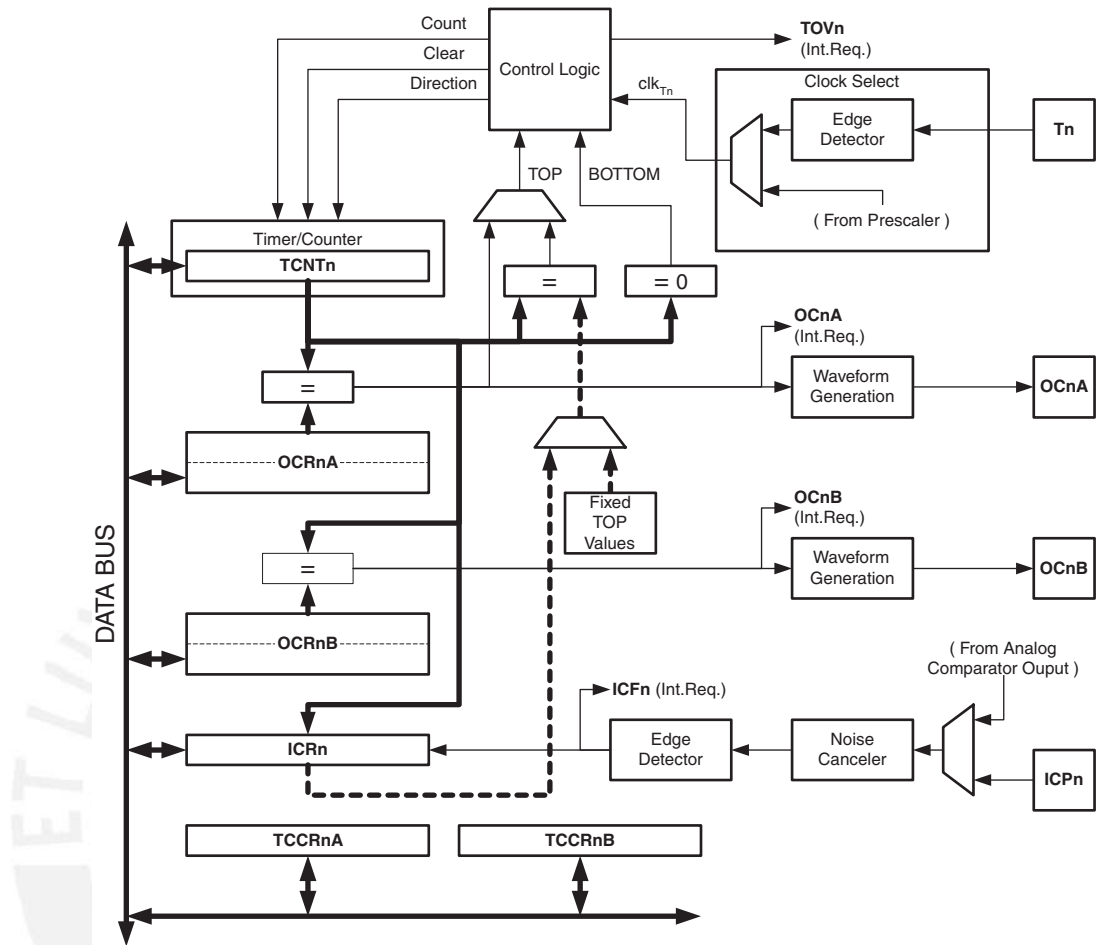 Count
Clear
Direction
Control Logic
TOVn
(Int.Req.)
clkTn
Clock Select
Edge
Detector
Tn
( From Prescaler )
TOP
BOTTOM
Timer/Counter
TCNTn
=
= 0
OCnA
(Int.Req.)
=
Waveform
Generation
OCnA
OCRnA
Fixed
TOP
Values
OCnB
(Int.Req.)
=
Waveform
Generation
OCnB
OCRnB
DATA BUS
( From Analog
Comparator Ouput )
ICFn (Int.Req.)
ICRn
Edge
Detector
Noise
Canceler
ICPn
TCCRnA
TCCRnB